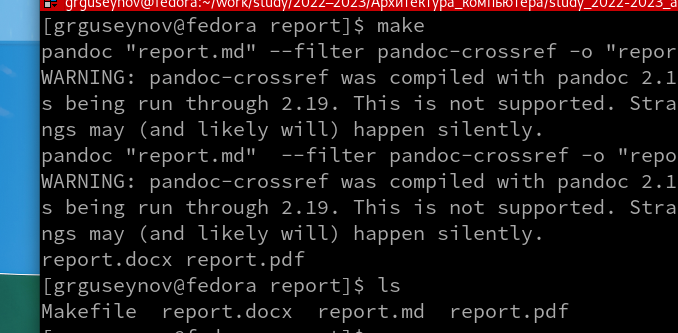 grguseynov@fedora:~/work/study/2022–2023/Архитектура_компьютера/study_2022-2023_a
[grguseynov@fedora report]$ make
pandoc "report.md" --filter pandoc-crossref -o "repor
WARNING: pandoc-crossref was compiled with pandoc 2.1
s being run through 2.19. This is not supported. Stra
ngs may (and likely will) happen silently.
pandoc "report.md"  --filter pandoc-crossref -o "repo
WARNING: pandoc-crossref was compiled with pandoc 2.1
s being run through 2.19. This is not supported. Stra
ngs may (and likely will) happen silently.
report.docx report.pdf
[grguseynov@fedora report]$ ls
Makefile  report.docx  report.md  report.pdf